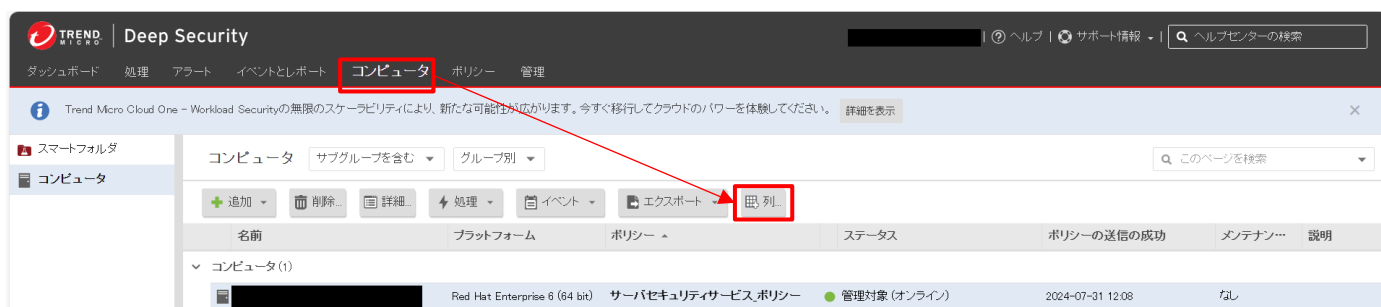 TREND MICRO | Deep Security
| ? ヘルプ | サポート情報 | ヘルプセンターの検索
ダッシュボード 処理 アラート イベントとレポート コンピュータ ポリシー 管理
Trend Micro Cloud One - Workload Securityの無限のスケーラビリティにより、新たな可能性が広がります。今すぐ移行してクラウドのパワーを体験してください。 詳細を表示 ×
スマートフォルダ
コンピュータ
コンピュータ サブグループを含む グループ別 このページを検索
追加 削除... 詳細... 処理 イベント エクスポート 列...
名前 プラットフォーム ポリシー ステータス ポリシーの送信の成功 メンテナン… 説明
コンピュータ(1)
Red Hat Enterprise 6 (64 bit) サーバセキュリティサービス_ポリシー 管理対象 (オンライン) 2024-07-31 12:08 なし